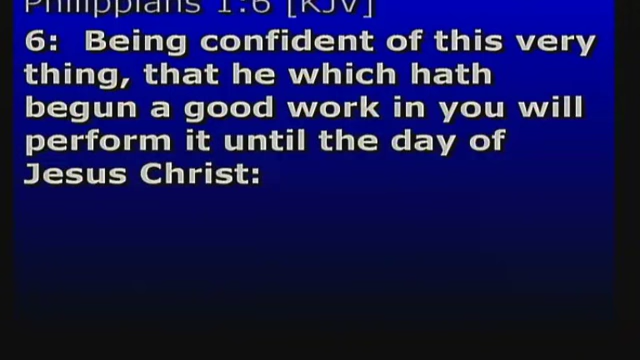 Philippians 1:6 [KJV]
6: Being confident of this very
thing, that he which hath
begun a good work in you will
perform it until the day of
Jesus Christ: